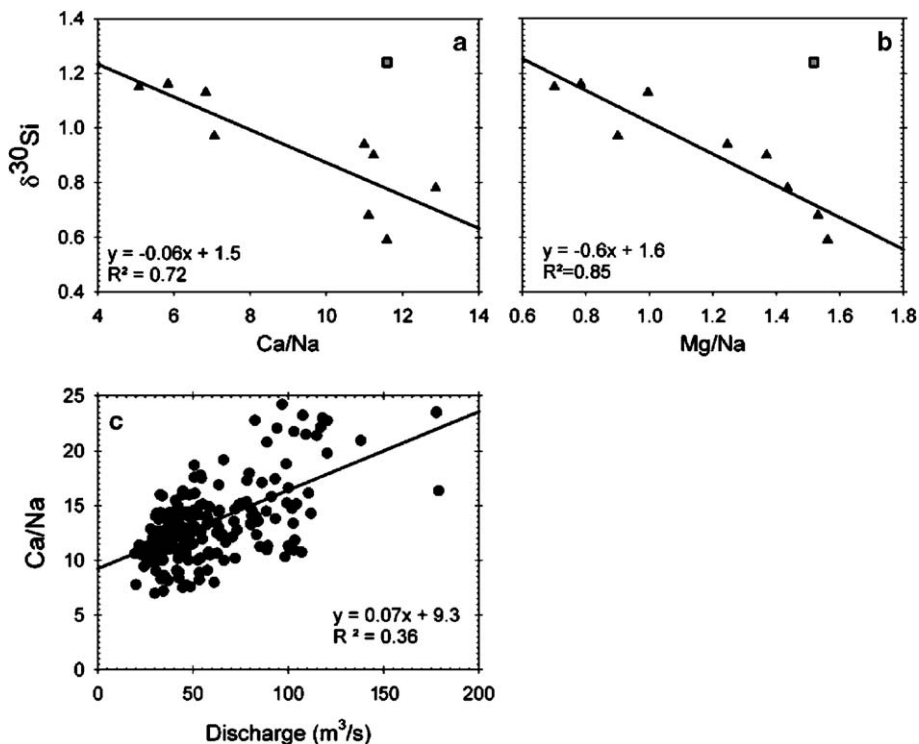 a
1.4
1.2
1.0
0.8
0.6
0.4
δ³⁰Si
y = -0.06x + 1.5
R² = 0.72
4 6 8 10 12 14
Ca/Na
b
y = -0.6x + 1.6
R²=0.85
0.6 0.8 1.0 1.2 1.4 1.6 1.8
Mg/Na
c
25
20
15
10
5
0
Ca/Na
y = 0.07x + 9.3
R ² = 0.36
0 50 100 150 200
Discharge (m³/s)